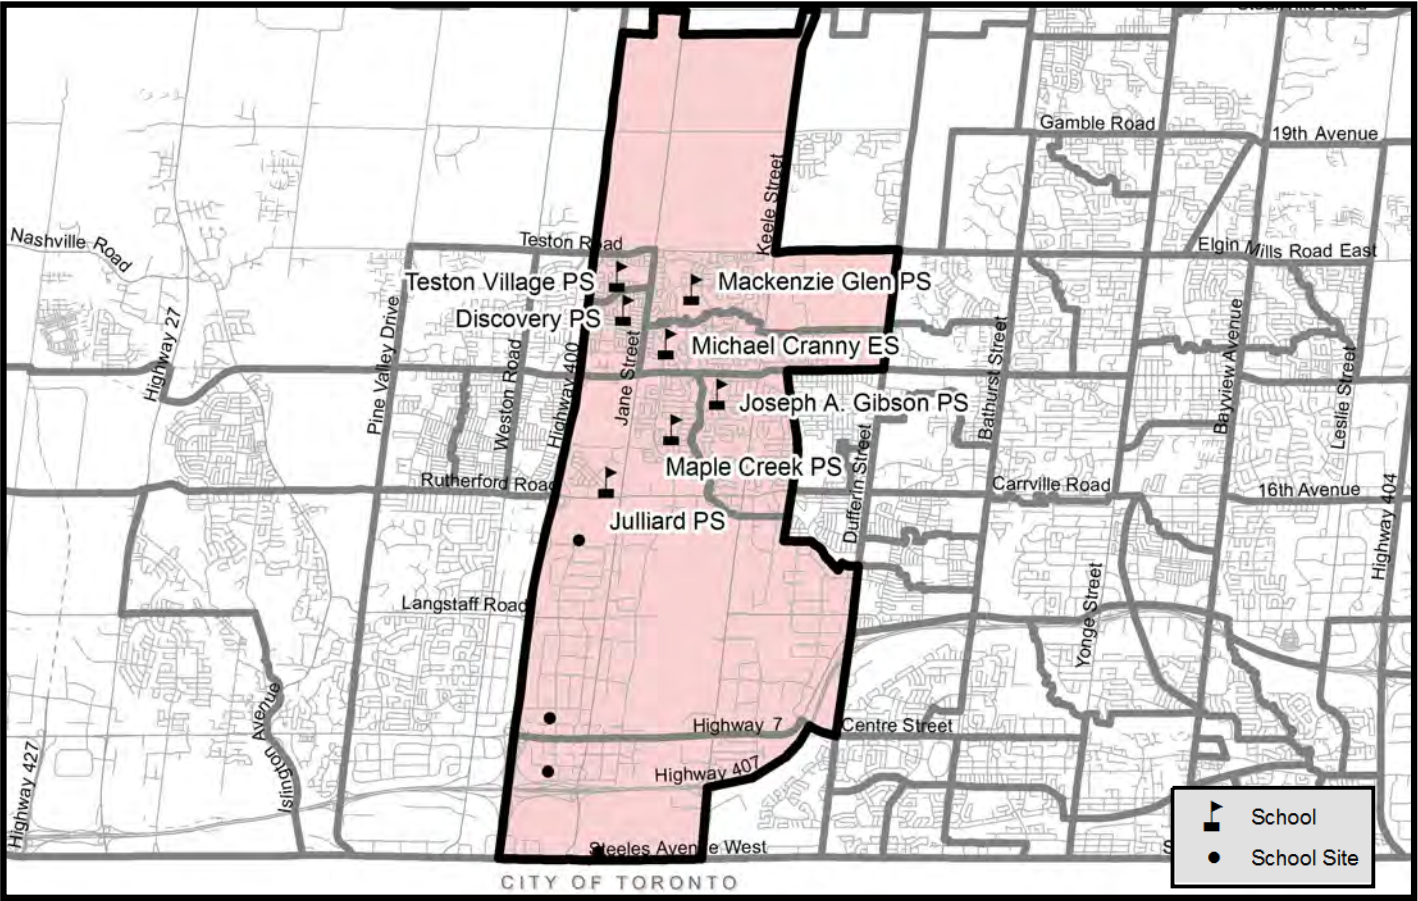 Gamble Road
19th Avenue
Keele Street
Nashville Road
Teston Road
Elgin Mills Road East
Teston Village PS
Mackenzie Glen PS
Discovery PS
Michael Cranny ES
Highway 27
Pine Valley Drive
Weston Road
Highway 400
Jane Street
Bathurst Street
Bayview Avenue
Leslie Street
Joseph A. Gibson PS
Maple Creek PS
Dufferin Street
Rutherford Road
Carrville Road
16th Avenue
Highway 404
Julliard PS
Langstaff Road
Yonge Street
Islington Avenue
Highway 7
Centre Street
Highway 427
Highway 407
School
School Site
Steeles Avenue West
CITY OF TORONTO